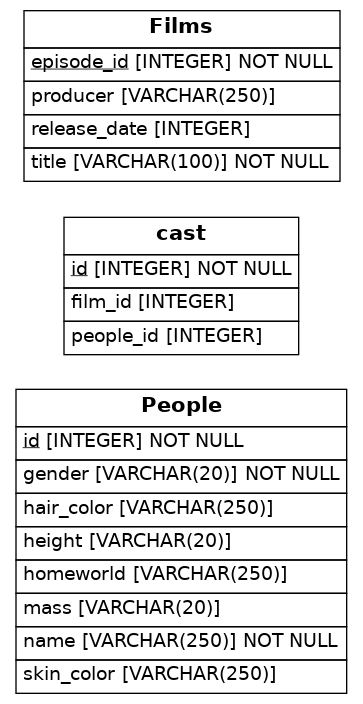 Films
episode_id [INTEGER] NOT NULL
producer [VARCHAR(250)]
release_date [INTEGER]
title [VARCHAR(100)] NOT NULL
cast
id [INTEGER] NOT NULL
film_id [INTEGER]
people_id [INTEGER]
People
id [INTEGER] NOT NULL
gender [VARCHAR(20)] NOT NULL
hair_color [VARCHAR(250)]
height [VARCHAR(20)]
homeworld [VARCHAR(250)]
mass [VARCHAR(20)]
name [VARCHAR(250)] NOT NULL
skin_color [VARCHAR(250)]